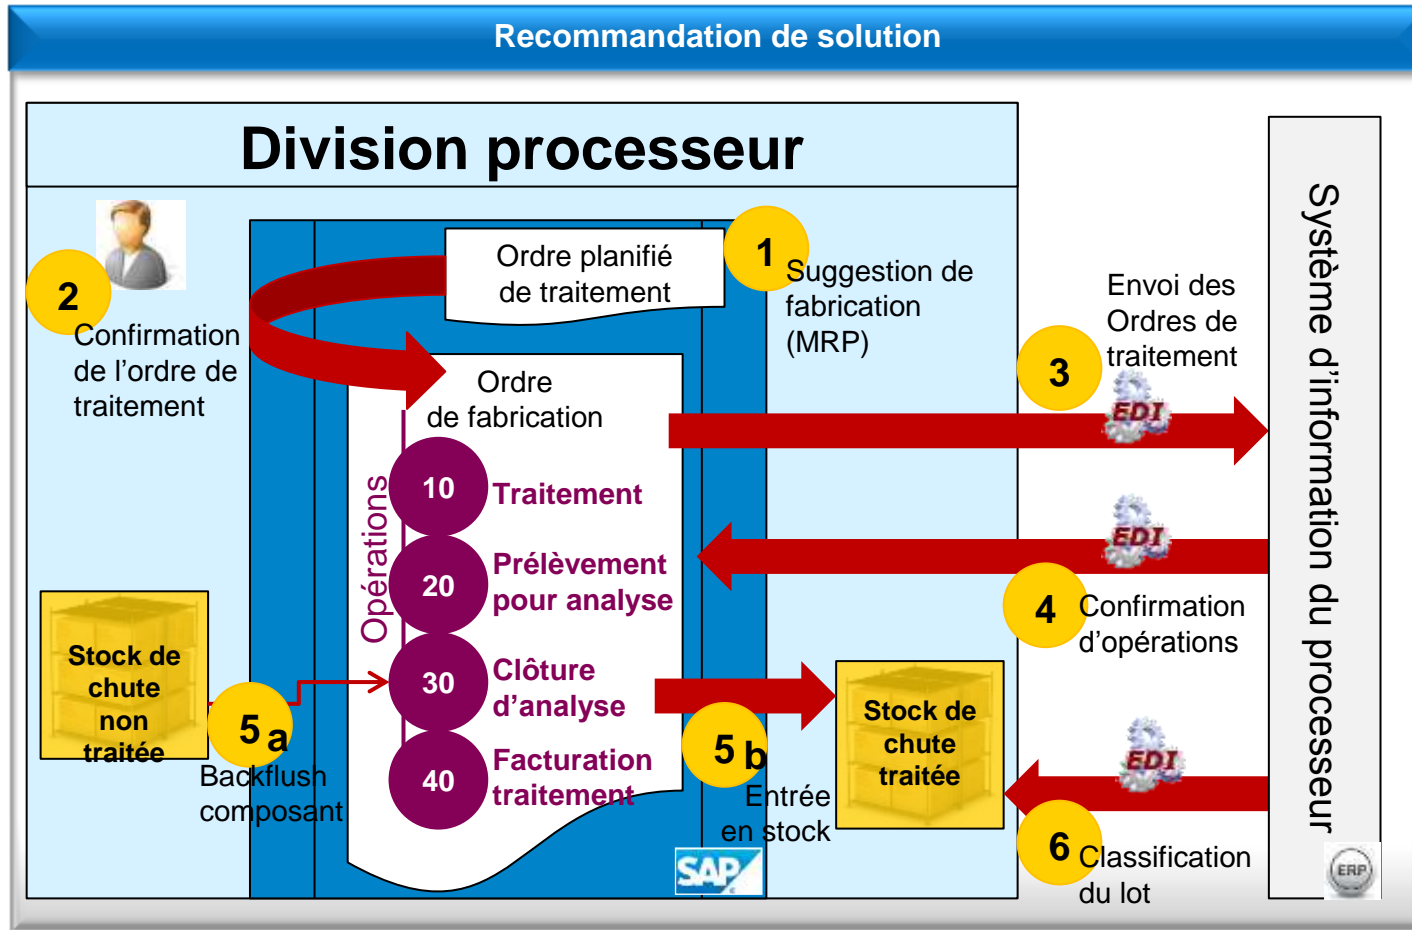 Recommandation de solution
Division processeur
2
Confirmation
de l'ordre de
traitement
Ordre planifié
de traitement
1
Suggestion de
fabrication
(MRP)
Ordre
de fabrication
Opérations
10
Traitement
20
Prélèvement
pour analyse
30
Clôture
d'analyse
40
Facturation
traitement
Stock de
chute
non
traitée
5a
Backflush
composant
5b
Entrée
en stock
Stock de
chute
traitée
SAP
Envoi des
Ordres de
traitement
3
EDI
EDI
4
Confirmation
d'opérations
EDI
6
Classification
du lot
Système d'information du processeur
ERP